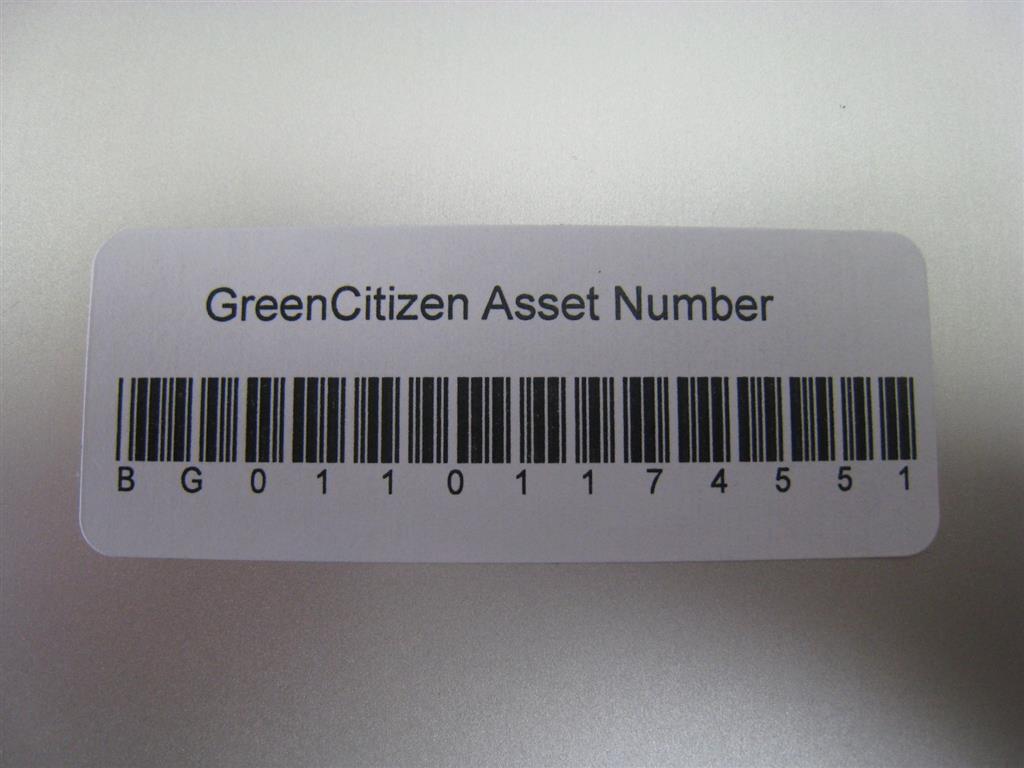 GreenCitizen Asset Number
B G 0 1 1 0 1 1 7 4 5 5 1